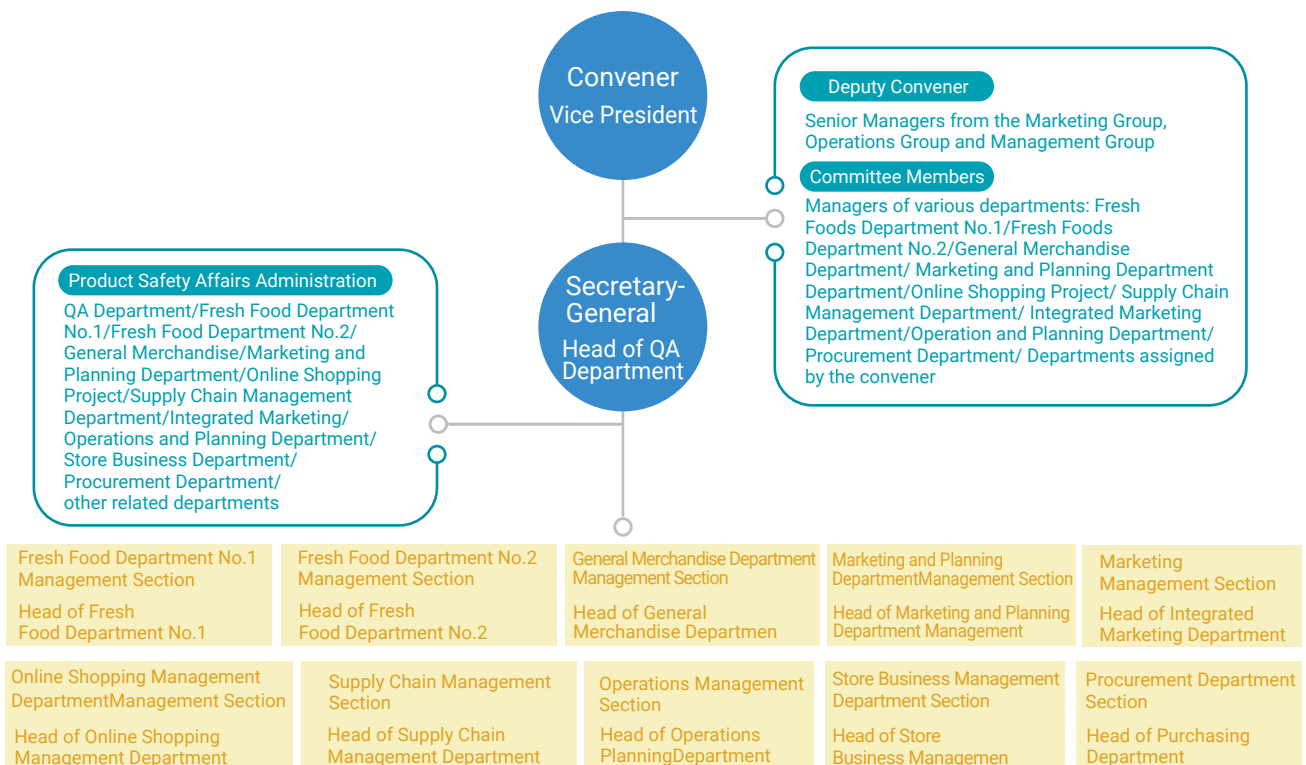 Convener
Vice President
Deputy Convener
Senior Managers from the Marketing Group,
Operations Group and Management Group
Committee Members
Managers of various departments: Fresh
Foods Department No.1/Fresh Foods
Department No.2/General Merchandise
Department/ Marketing and Planning Department
Department/Online Shopping Project/ Supply Chain
Management Department/ Integrated Marketing
Department/Operation and Planning Department/
Procurement Department/ Departments assigned
by the convener
Secretary-
General
Head of QA
Department
Product Safety Affairs Administration
QA Department/Fresh Food Department
No.1/Fresh Food Department No.2/
General Merchandise/Marketing and
Planning Department/Online Shopping
Project/Supply Chain Management
Department/Integrated Marketing/
Operations and Planning Department/
Store Business Department/
Procurement Department/
other related departments
Fresh Food Department No.1
Management Section
Head of Fresh
Food Department No.1
Fresh Food Department No.2
Management Section
Head of Fresh
Food Department No.2
General Merchandise Department
Management Section
Head of General
Merchandise Departmen
Marketing and Planning
DepartmentManagement Section
Head of Marketing and Planning
Department Management
Marketing
Management Section
Head of Integrated
Marketing Department
Online Shopping Management
DepartmentManagement Section
Head of Online Shopping
Management Department
Supply Chain Management
Section
Head of Supply Chain
Management Department
Operations Management
Section
Head of Operations
PlanningDepartment
Store Business Management
Department Section
Head of Store
Business Managemen
Procurement Department
Section
Head of Purchasing
Department